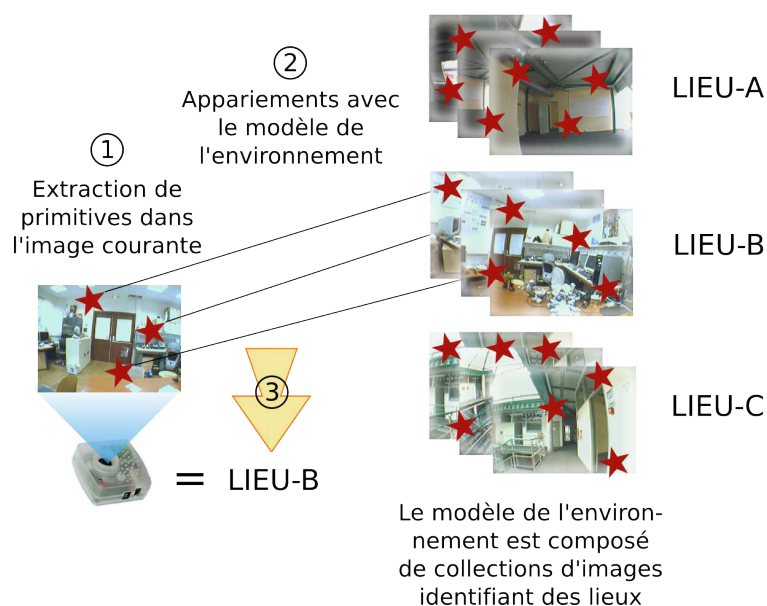 1
Extraction de
primitives dans
l'image courante
2
Appariements avec
le modèle de
l'environnement
LIEU-A
LIEU-B
LIEU-C
3
= LIEU-B
Le modèle de l'environ-
nement est composé
de collections d'images
identifiant des lieux